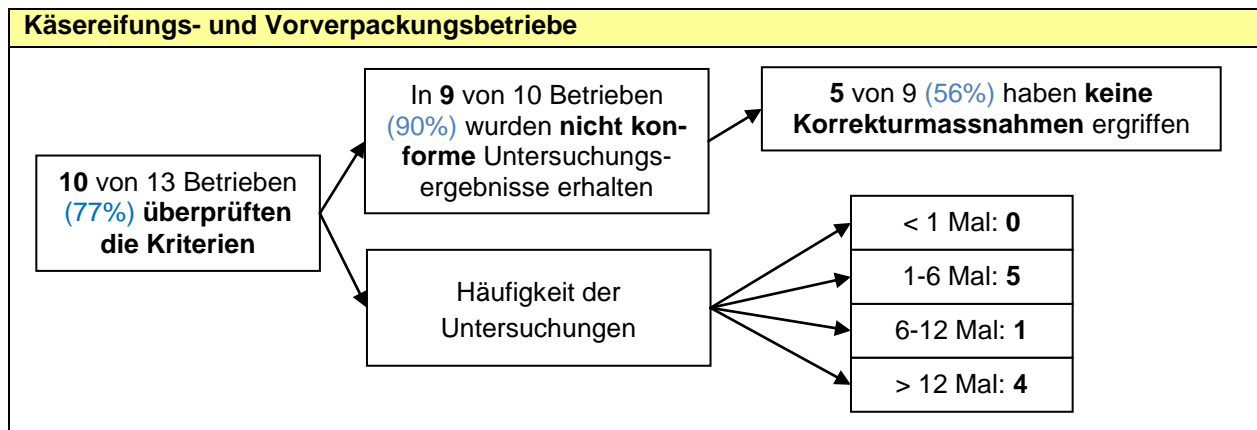 Käsereifungs- und Vorverpackungsbetriebe
10 von 13 Betrieben
(77%) überprüften
die Kriterien
In 9 von 10 Betrieben
(90%) wurden nicht kon-
forme Untersuchungs-
ergebnisse erhalten
5 von 9 (56%) haben keine
Korrekturmassnahmen ergriffen
Häufigkeit der
Untersuchungen
< 1 Mal: 0
1-6 Mal: 5
6-12 Mal: 1
> 12 Mal: 4